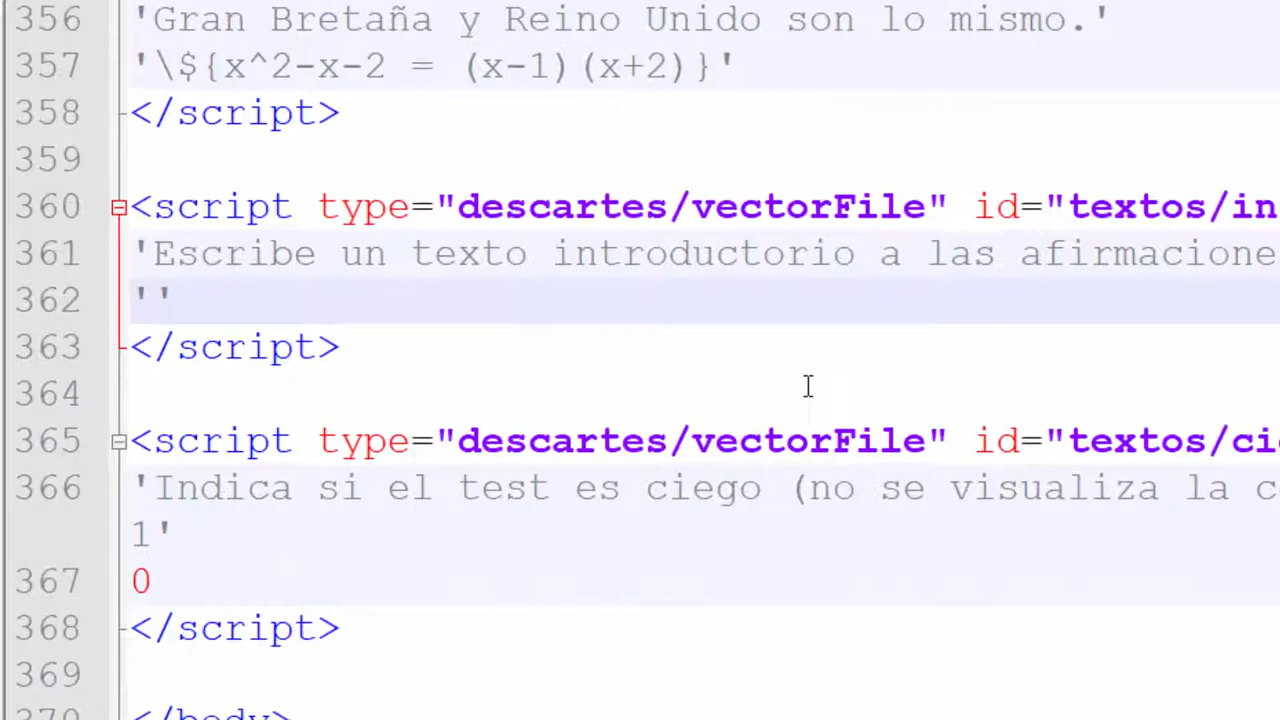 356 'Gran Bretaña y Reino Unido son lo mismo.'
357 '\${x^2-x-2 = (x-1)(x+2)}'
358 </script>
359
360 <script type="descartes/vectorFile" id="textos/in
361 'Escribe un texto introductorio a las afirmacione
362 ''
363 </script>
364
365 <script type="descartes/vectorFile" id="textos/ci
366 'Indica si el test es ciego (no se visualiza la c
1'
367 0
368 </script>
369
370 </body>